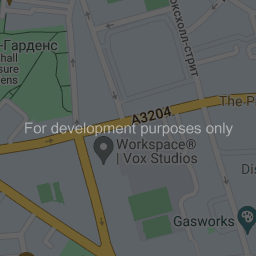 -Гарденс
hall
sure
ens
оксхолл-стрит
A3204
The P
For development purposes only
Workspace®
| Vox Studios
Dis
Gasworks